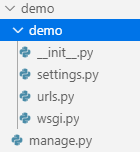 demo
demo
__init__.py
settings.py
urls.py
wsgi.py
manage.py